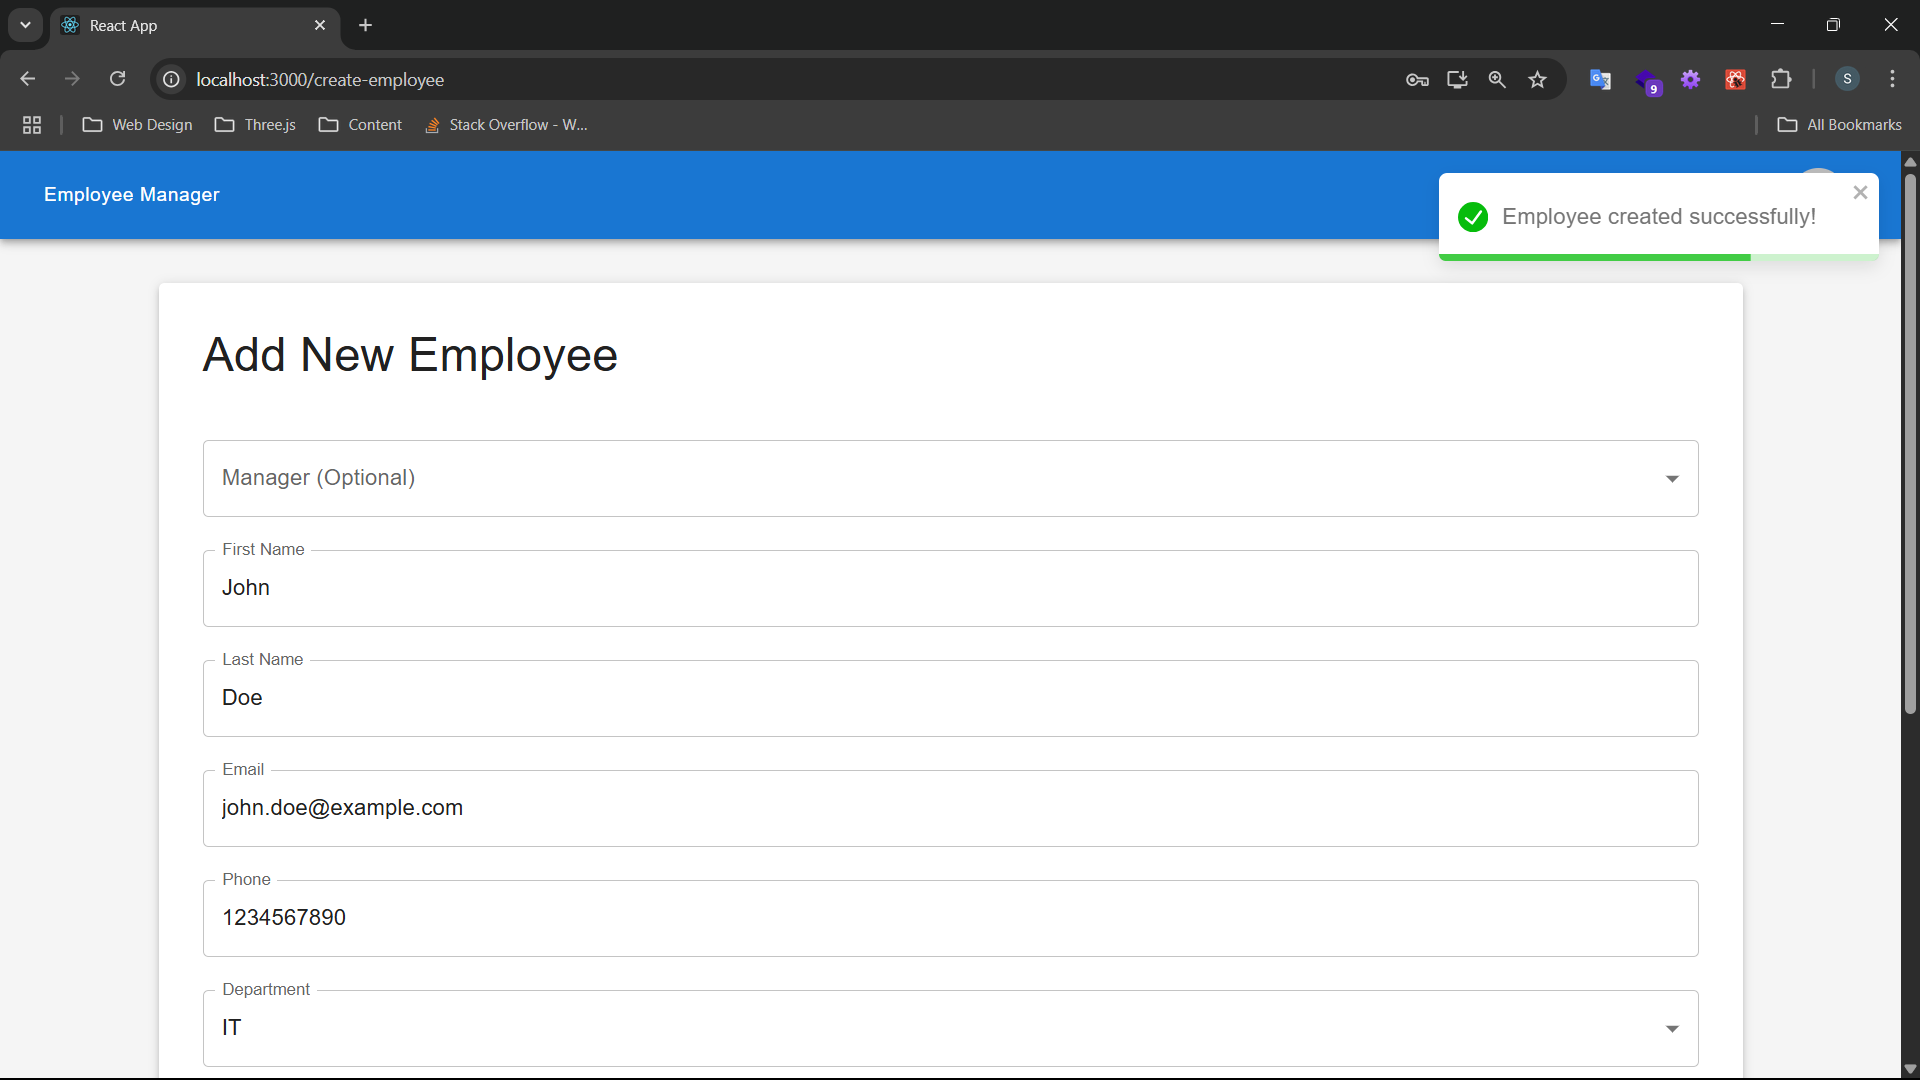 React App
localhost:3000/create-employee
9
S
Web Design
Three.js
Content
Stack Overflow - W...
All Bookmarks
Employee Manager
Employee created successfully!
Add New Employee
Manager (Optional)
First Name
John
Last Name
Doe
Email
john.doe@example.com
Phone
1234567890
Department
IT